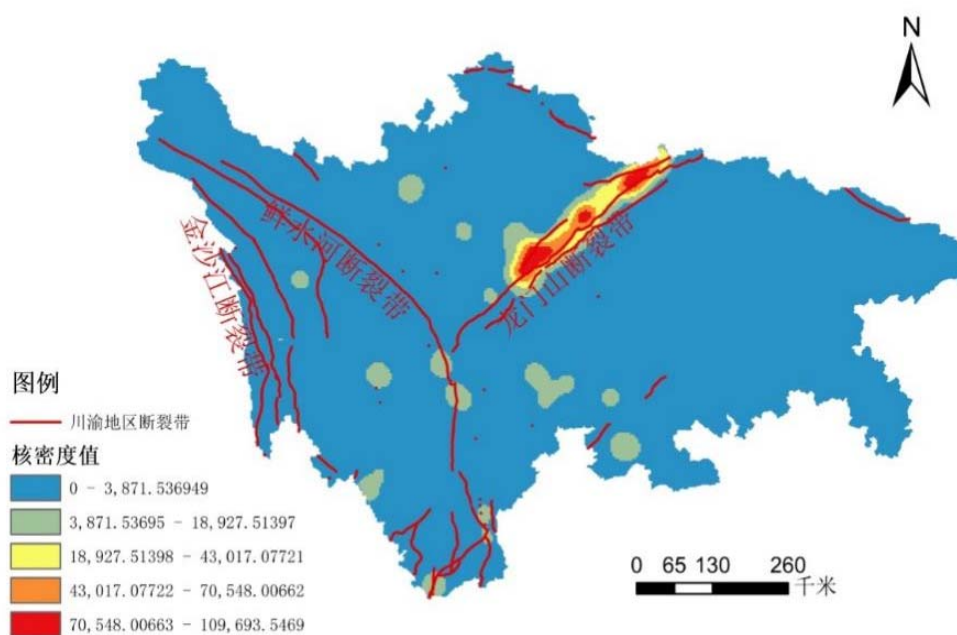 N
鲜水河断裂带
金沙江断裂带
龙门山断裂带
图例
川渝地区断裂带
核密度值
0 - 3,871.536949
3,871.53695 - 18,927.51397
18,927.51398 - 43,017.07721
43,017.07722 - 70,548.00662
70,548.00663 - 109,693.5469
0 65 130 260
千米